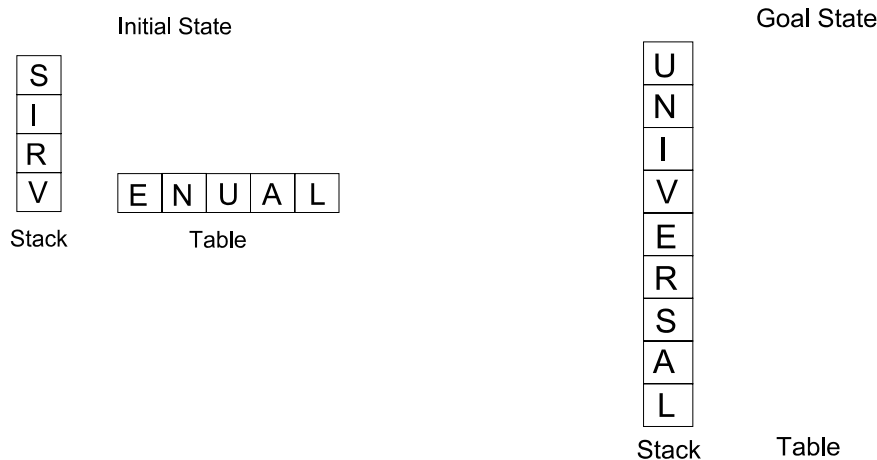 Initial State
S
I
R
V
E N U A L
Stack
Table
Goal State
U
N
I
V
E
R
S
A
L
Stack
Table